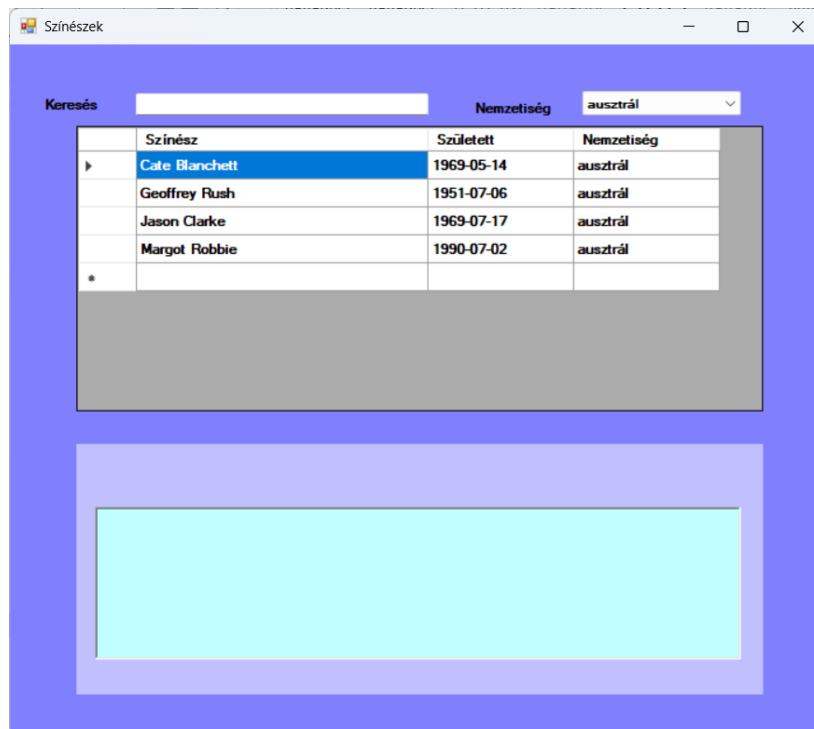 Színészek
Keresés
Nemzetiség
ausztrál
Színész Született Nemzetiség
Cate Blanchett 1969-05-14 ausztrál
Geoffrey Rush 1951-07-06 ausztrál
Jason Clarke 1969-07-17 ausztrál
Margot Robbie 1990-07-02 ausztrál